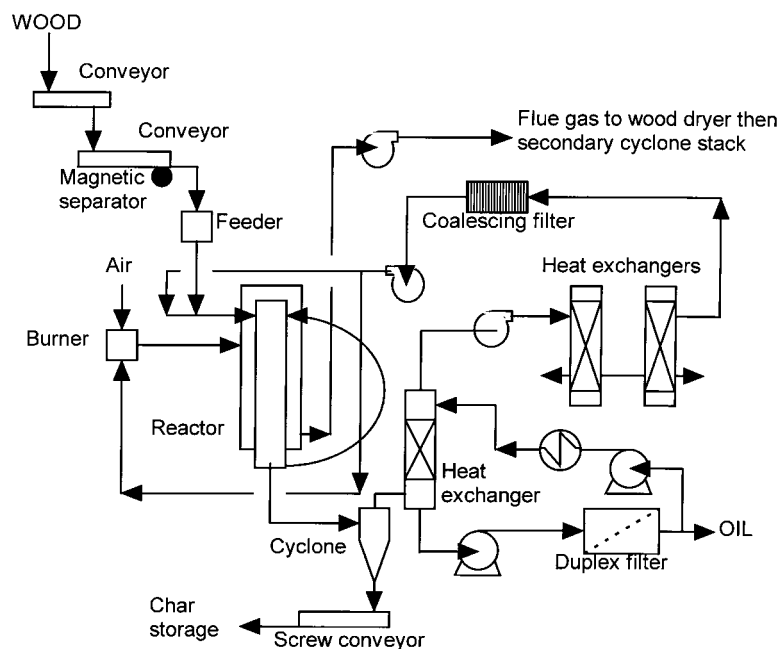 WOOD
Conveyor
Conveyor
Magnetic
separator
Feeder
Flue gas to wood dryer then
secondary cyclone stack
Coalescing filter
Heat exchangers
Air
Burner
Reactor
Heat
exchanger
Cyclone
Duplex filter
OIL
Char
storage
Screw conveyor